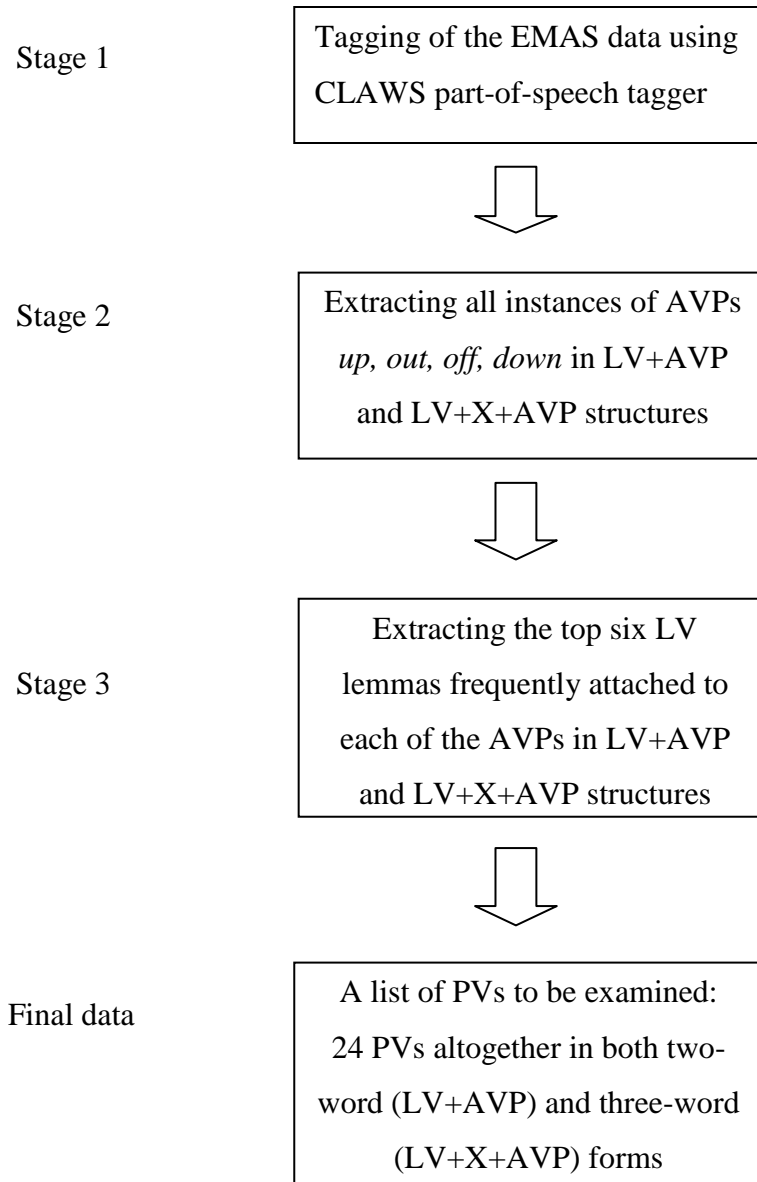 Stage 1
Tagging of the EMAS data using
CLAWS part-of-speech tagger
Stage 2
Extracting all instances of AVPs
up, out, off, down in LV+AVP
and LV+X+AVP structures
Stage 3
Extracting the top six LV
lemmas frequently attached to
each of the AVPs in LV+AVP
and LV+X+AVP structures
Final data
A list of PVs to be examined:
24 PVs altogether in both two-
word (LV+AVP) and three-word
(LV+X+AVP) forms